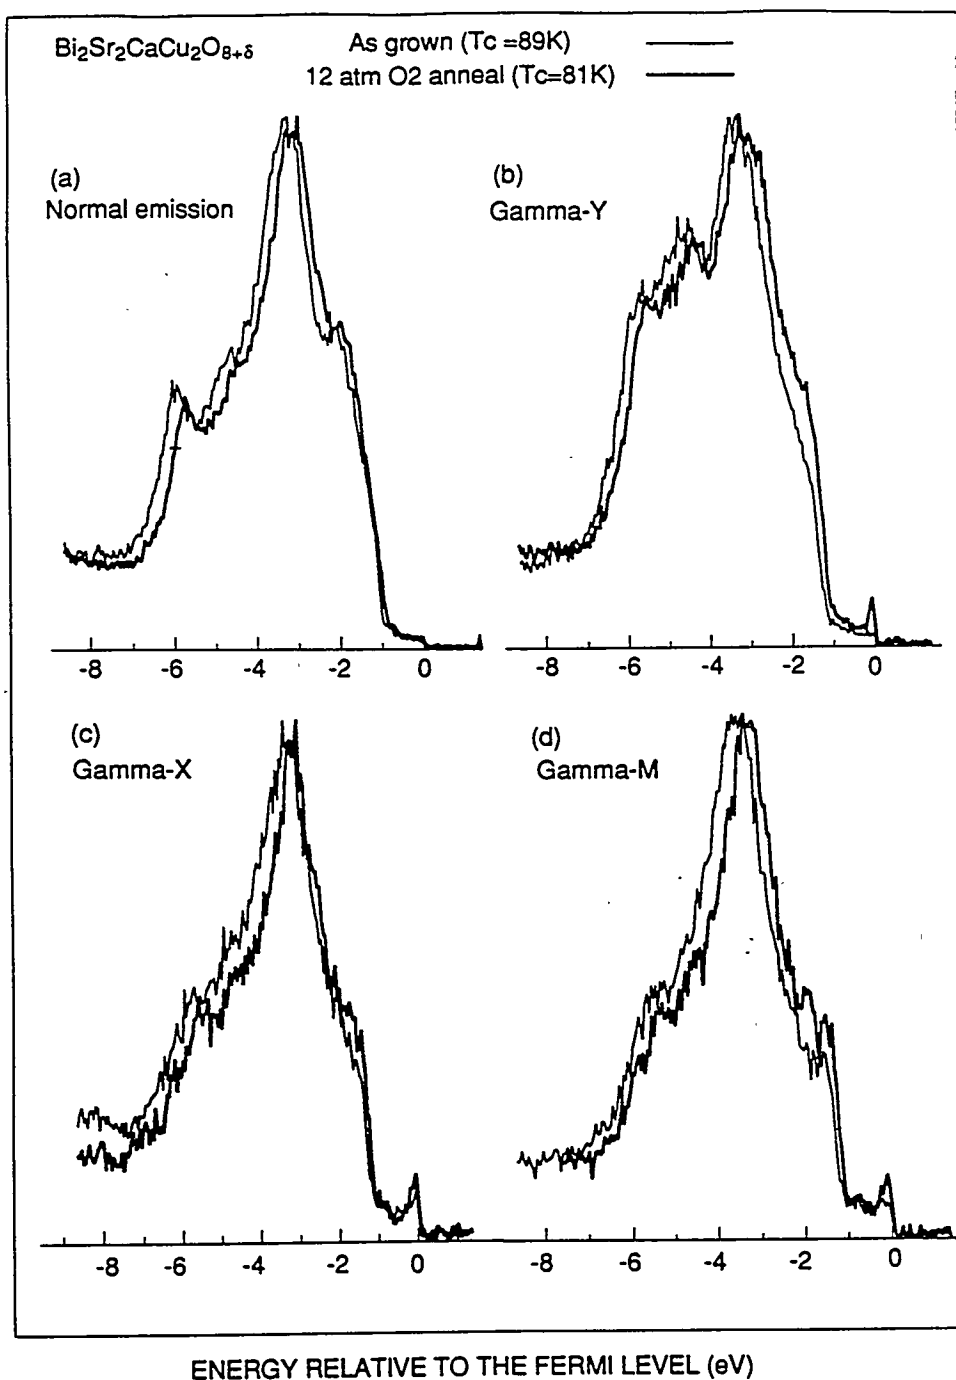 Bi₂Sr₂CaCu₂O₈₊δ
As grown (Tc =89K)
12 atm O2 anneal (Tc=81K)
(a)
Normal emission
(b)
Gamma-Y
-8 -6 -4 -2 0
-8 -6 -4 -2 0
(c)
Gamma-X
(d)
Gamma-M
-8 -6 -4 -2 0
-8 -6 -4 -2 0
ENERGY RELATIVE TO THE FERMI LEVEL (eV)